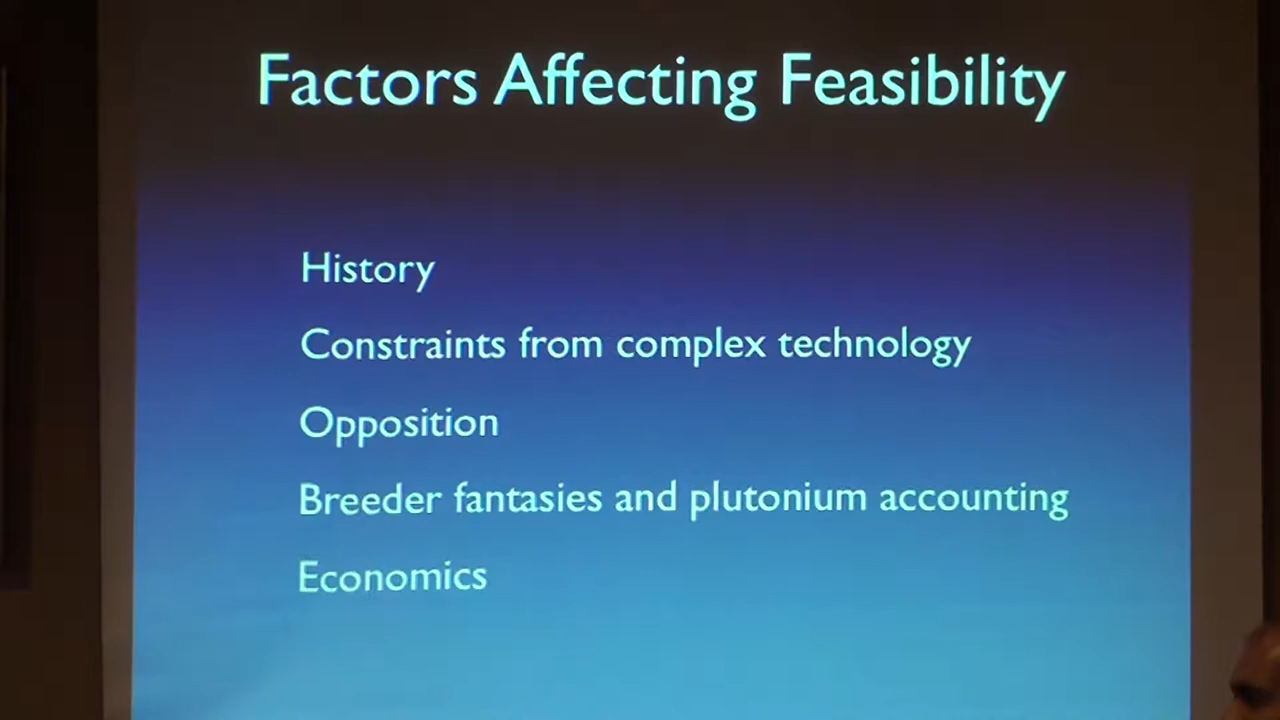 Factors Affecting Feasibility
History
Constraints from complex technology
Opposition
Breeder fantasies and plutonium accounting
Economics